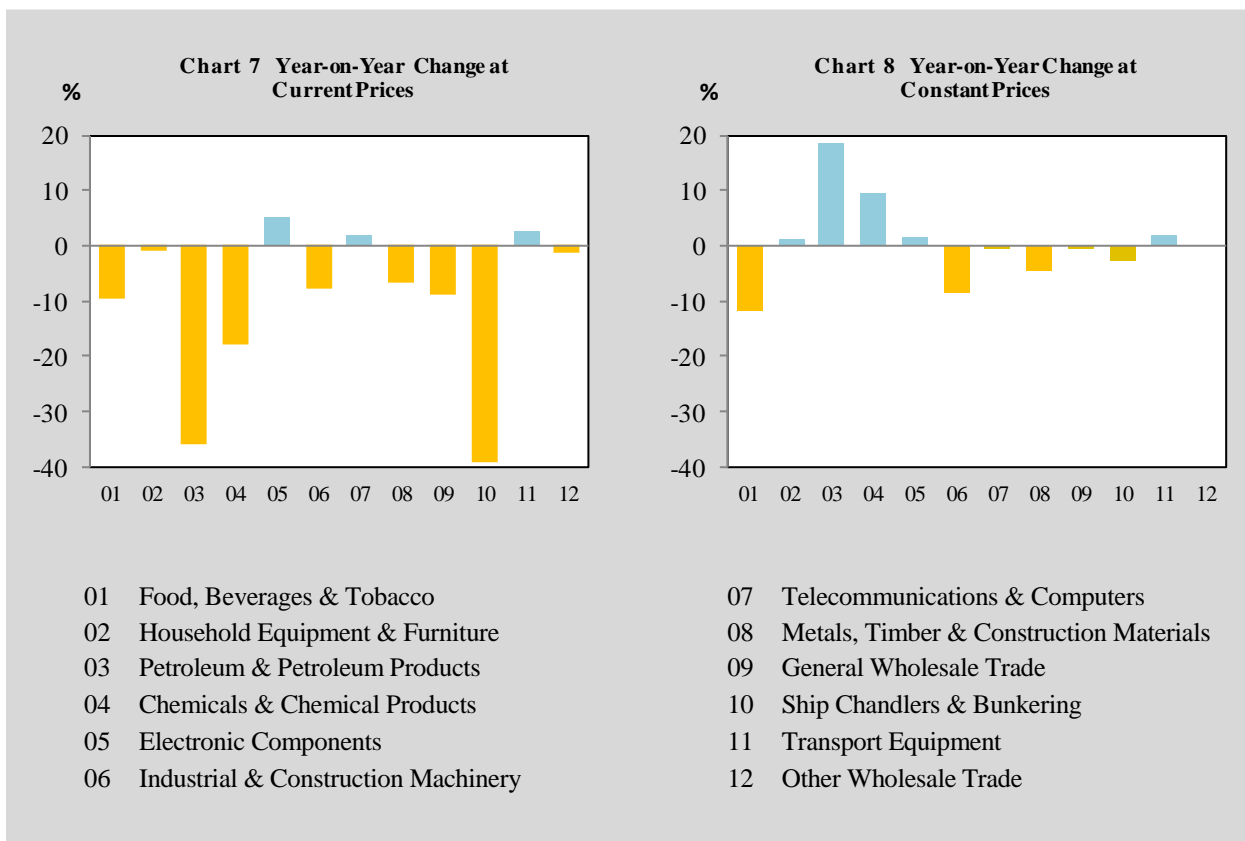 Chart 7 Year-on-Year Change at
Current Prices
%
20
10
0
-10
-20
-30
-40
01 02 03 04 05 06 07 08 09 10 11 12
Chart 8 Year-on-Year Change at
Constant Prices
%
20
10
0
-10
-20
-30
-40
01 02 03 04 05 06 07 08 09 10 11 12
01 Food, Beverages & Tobacco
02 Household Equipment & Furniture
03 Petroleum & Petroleum Products
04 Chemicals & Chemical Products
05 Electronic Components
06 Industrial & Construction Machinery
07 Telecommunications & Computers
08 Metals, Timber & Construction Materials
09 General Wholesale Trade
10 Ship Chandlers & Bunkering
11 Transport Equipment
12 Other Wholesale Trade